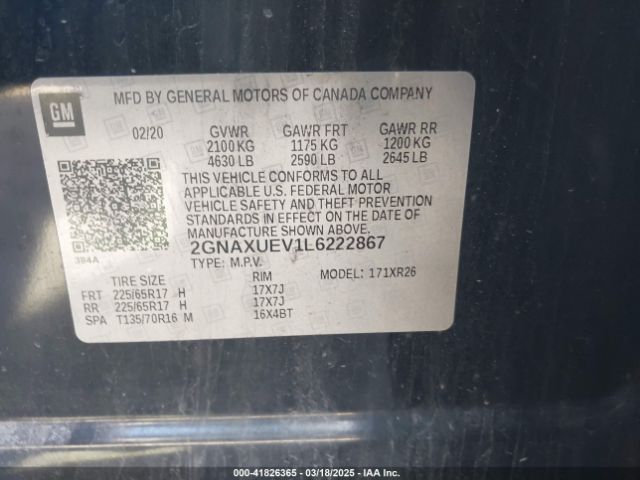 GM
MFD BY GENERAL MOTORS OF CANADA COMPANY
02/20 GVWR GAWR FRT GAWR RR
2100 KG 1175 KG 1200 KG
4630 LB 2590 LB 2645 LB
THIS VEHICLE CONFORMS TO ALL
APPLICABLE U.S. FEDERAL MOTOR
VEHICLE SAFETY AND THEFT PREVENTION
STANDARDS IN EFFECT ON THE DATE OF
MANUFACTURE SHOWN ABOVE.
384A 2GNAXUEV1L6222867
TYPE: M.P.V. MODEL: 171XR26
TIRE SIZE RIM
FRT 225/65R17 H 17X7J
RR 225/65R17 H 17X7J
SPA T135/70R16 M 16X4BT
000-41826365 | 03/18/2025 | IAA Inc.